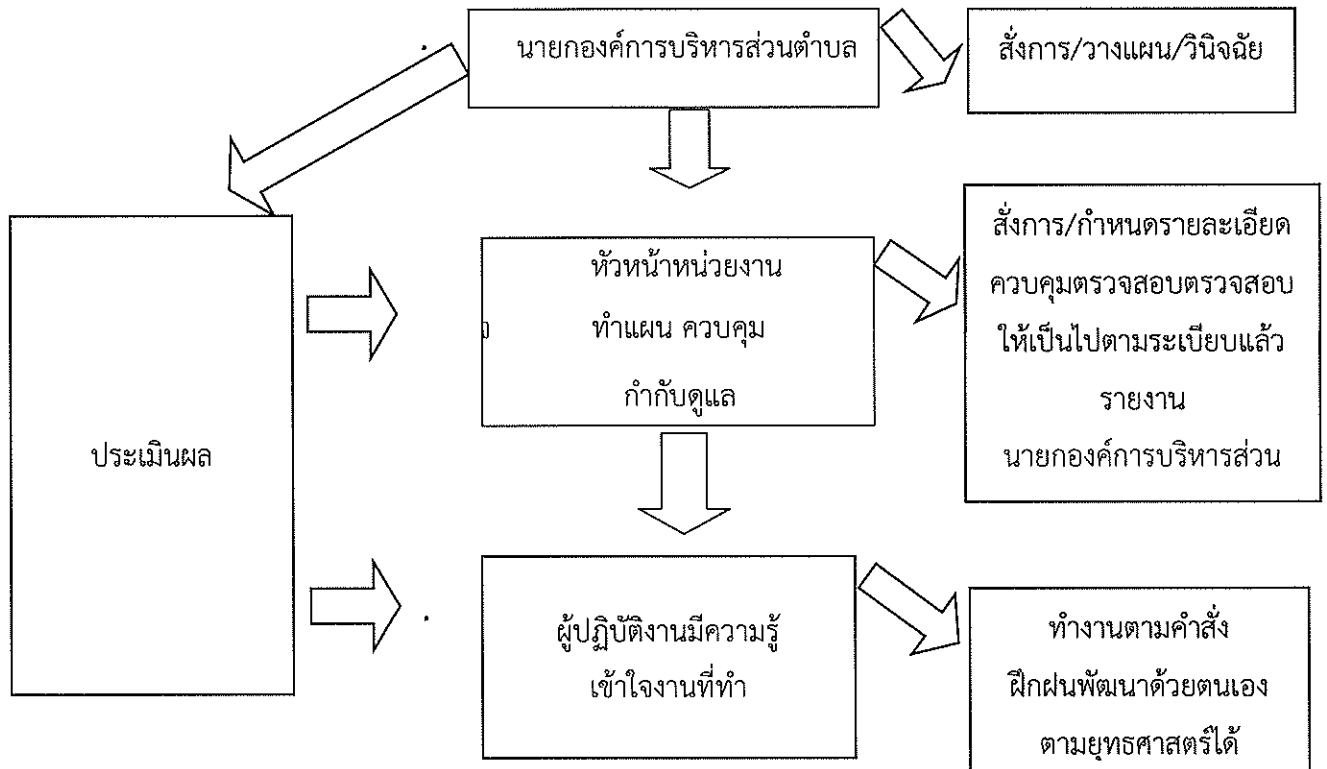 นายกองค์การบริหารส่วนตำบล
สั่งการ/วางแผน/วินิจฉัย
หัวหน้าหน่วยงาน
ทำแผน ควบคุม
กำกับดูแล
สั่งการ/กำหนดรายละเอียด
ควบคุมตรวจสอบตรวจสอบ
ให้เป็นไปตามระเบียบแล้ว
รายงาน
นายกองค์การบริหารส่วน
ประเมินผล
ผู้ปฏิบัติงานมีความรู้
เข้าใจงานที่ทำ
ทำงานตามคำสั่ง
ฝึกฝนพัฒนาด้วยตนเอง
ตามยุทธศาสตร์ได้